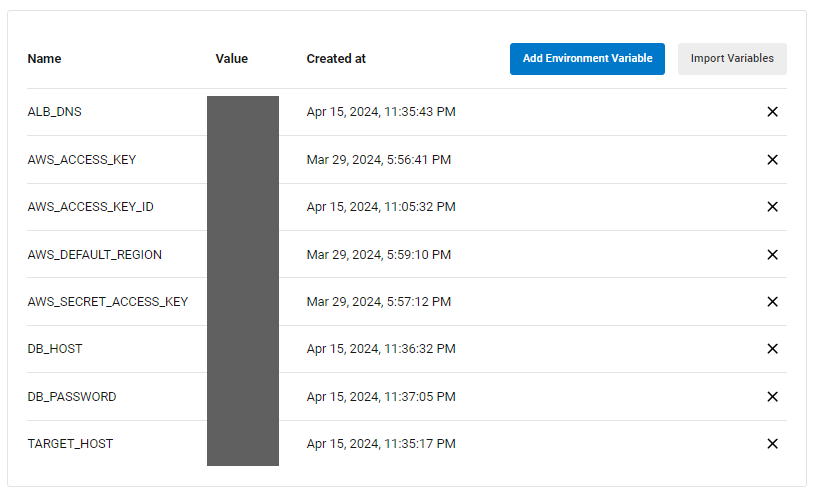 Name Value Created at Add Environment Variable Import Variables
ALB_DNS Apr 15, 2024, 11:35:43 PM
AWS_ACCESS_KEY Mar 29, 2024, 5:56:41 PM
AWS_ACCESS_KEY_ID Apr 15, 2024, 11:05:32 PM
AWS_DEFAULT_REGION Mar 29, 2024, 5:59:10 PM
AWS_SECRET_ACCESS_KEY Mar 29, 2024, 5:57:12 PM
DB_HOST Apr 15, 2024, 11:36:32 PM
DB_PASSWORD Apr 15, 2024, 11:37:05 PM
TARGET_HOST Apr 15, 2024, 11:35:17 PM